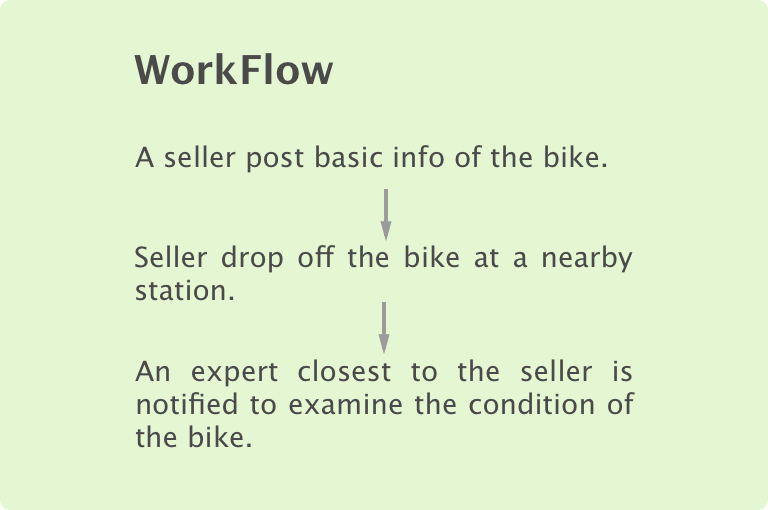 WorkFlow
A seller post basic info of the bike.
Seller drop off the bike at a nearby
station.
An expert closest to the seller is
notified to examine the condition of
the bike.